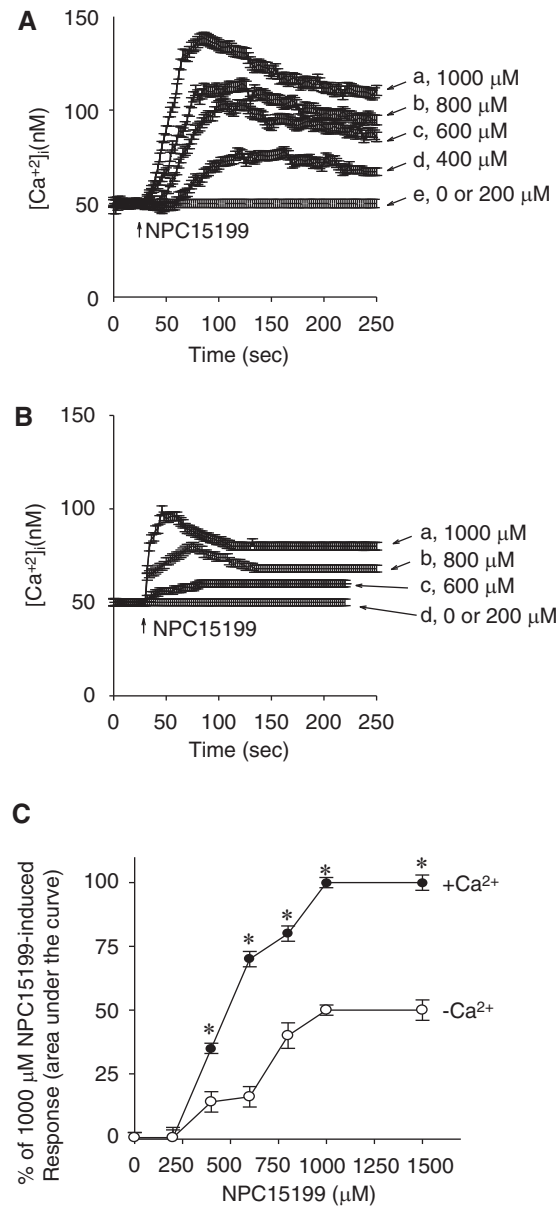 A
150
100
50
0
[Ca+2]i(nM)
a, 1000 μM
b, 800 μM
c, 600 μM
d, 400 μM
e, 0 or 200 μM
NPC15199
0 50 100 150 200 250
Time (sec)
B
150
100
50
0
[Ca+2]i(nM)
a, 1000 μM
b, 800 μM
c, 600 μM
d, 0 or 200 μM
NPC15199
0 50 100 150 200 250
Time (sec)
C
% of 1000 μM NPC15199-induced
Response (area under the curve)
100
75
50
25
0
* * * * *
+Ca2+
-Ca2+
0 250 500 750 1000 1250 1500
NPC15199 (μM)